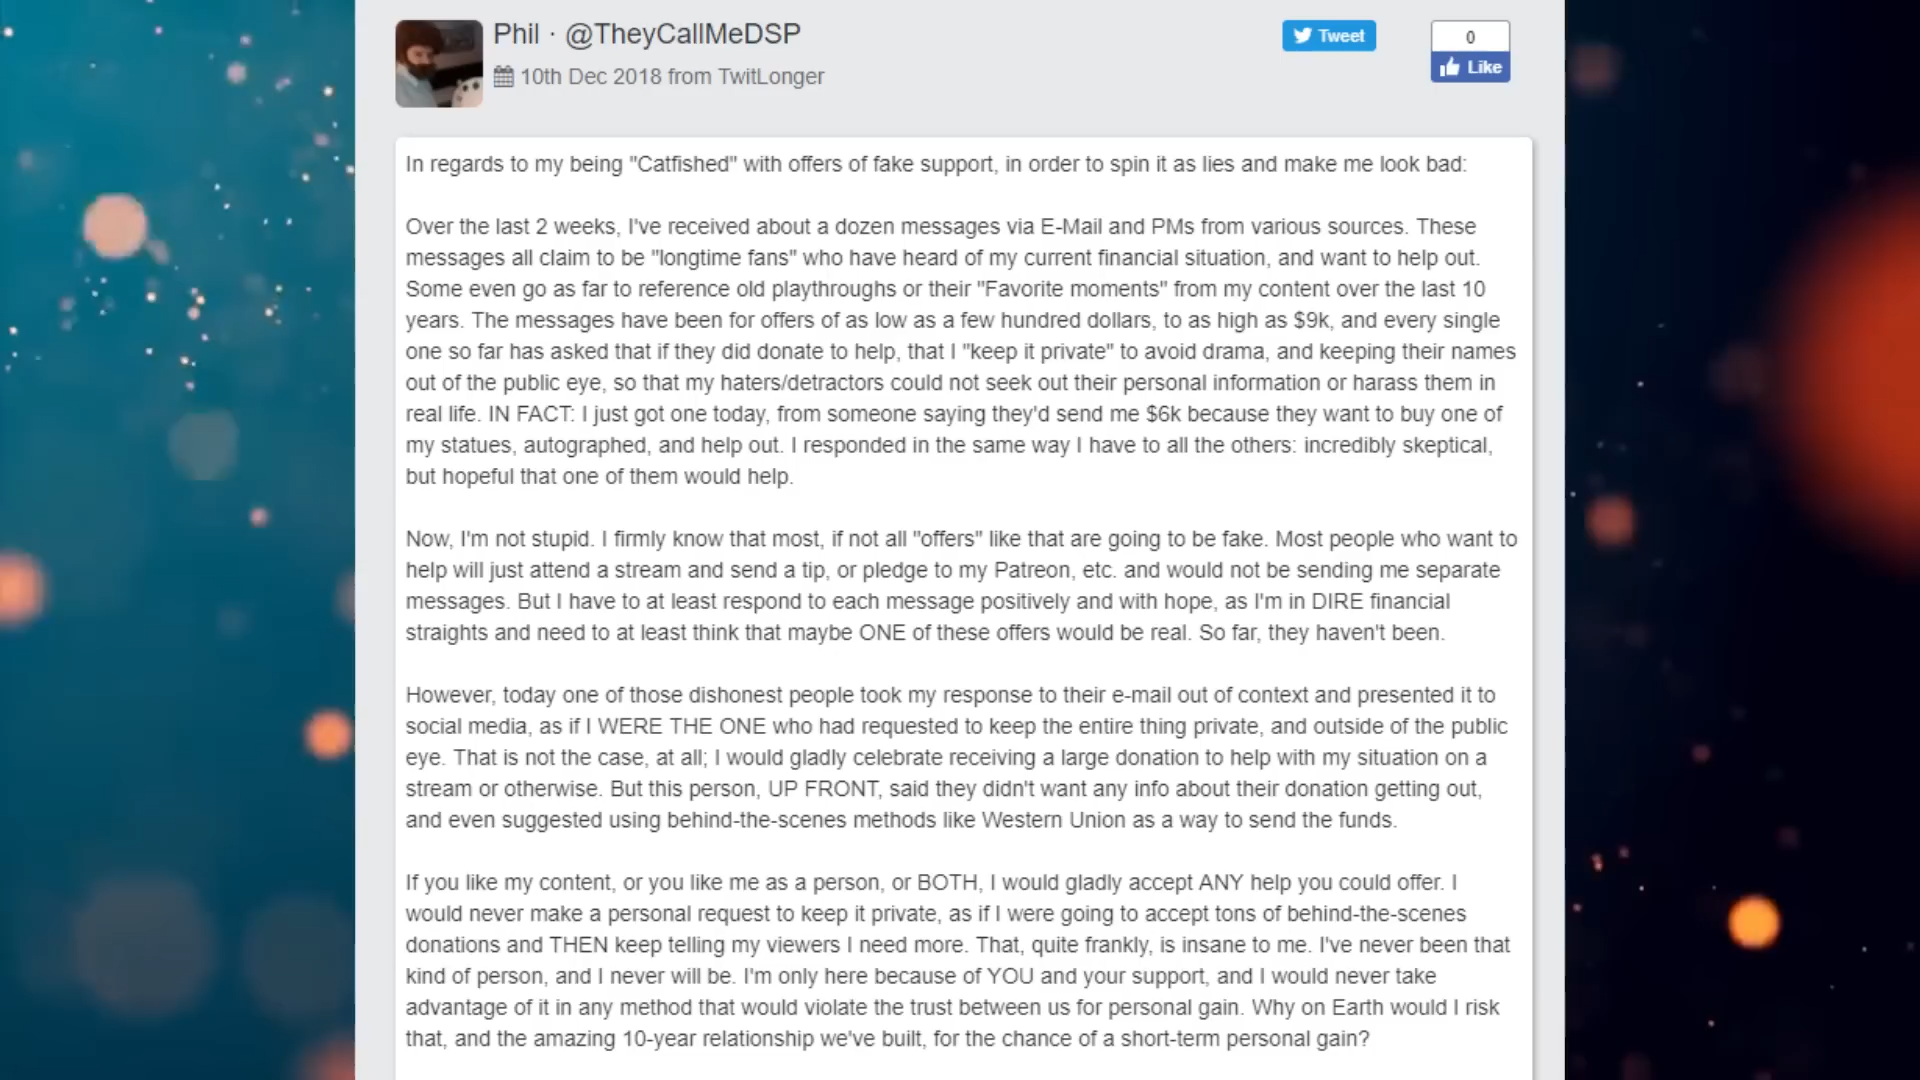 Phil · @TheyCallMeDSP
10th Dec 2018 from TwitLonger
Tweet
0
Like
In regards to my being "Catfished" with offers of fake support, in order to spin it as lies and make me look bad:
Over the last 2 weeks, I've received about a dozen messages via E-Mail and PMs from various sources. These
messages all claim to be "longtime fans" who have heard of my current financial situation, and want to help out.
Some even go as far to reference old playthroughs or their "Favorite moments" from my content over the last 10
years. The messages have been for offers of as low as a few hundred dollars, to as high as $9k, and every single
one so far has asked that if they did donate to help, that I "keep it private" to avoid drama, and keeping their names
out of the public eye, so that my haters/detractors could not seek out their personal information or harass them in
real life. IN FACT: I just got one today, from someone saying they'd send me $6k because they want to buy one of
my statues, autographed, and help out. I responded in the same way I have to all the others: incredibly skeptical,
but hopeful that one of them would help.
Now, I'm not stupid. I firmly know that most, if not all "offers" like that are going to be fake. Most people who want to
help will just attend a stream and send a tip, or pledge to my Patreon, etc. and would not be sending me separate
messages. But I have to at least respond to each message positively and with hope, as I'm in DIRE financial
straights and need to at least think that maybe ONE of these offers would be real. So far, they haven't been.
However, today one of those dishonest people took my response to their e-mail out of context and presented it to
social media, as if I WERE THE ONE who had requested to keep the entire thing private, and outside of the public
eye. That is not the case, at all; I would gladly celebrate receiving a large donation to help with my situation on a
stream or otherwise. But this person, UP FRONT, said they didn't want any info about their donation getting out,
and even suggested using behind-the-scenes methods like Western Union as a way to send the funds.
If you like my content, or you like me as a person, or BOTH, I would gladly accept ANY help you could offer. I
would never make a personal request to keep it private, as if I were going to accept tons of behind-the-scenes
donations and THEN keep telling my viewers I need more. That, quite frankly, is insane to me. I've never been that
kind of person, and I never will be. I'm only here because of YOU and your support, and I would never take
advantage of it in any method that would violate the trust between us for personal gain. Why on Earth would I risk
that, and the amazing 10-year relationship we've built, for the chance of a short-term personal gain?